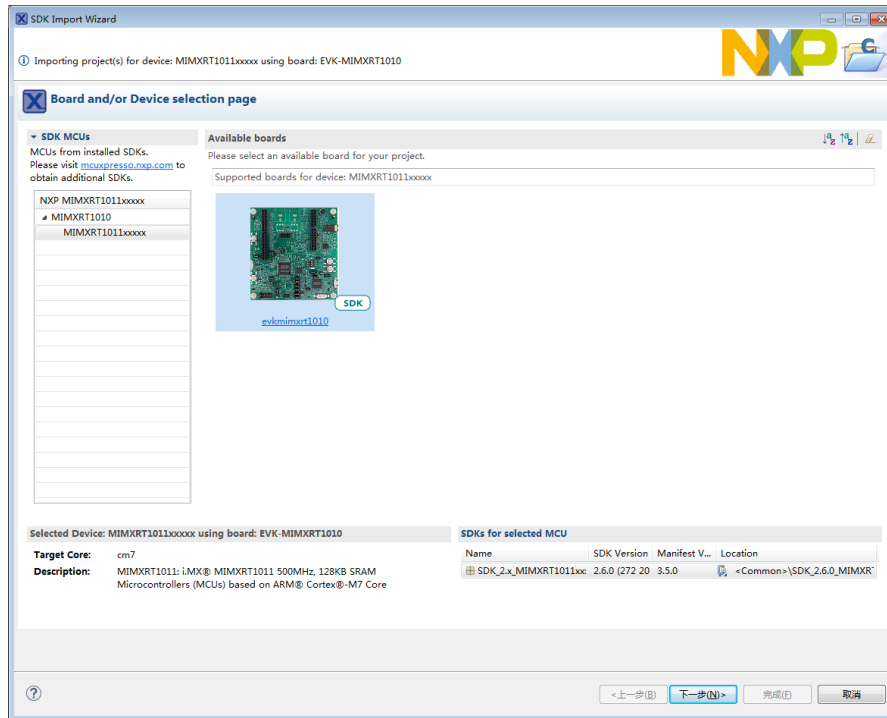 SDK Import Wizard
Importing project(s) for device: MIMXRT1011xxxxx using board: EVK-MIMXRT1010
NXP
Board and/or Device selection page
SDK MCUs
MCUs from installed SDKs.
Please visit mcuxpresso.nxp.com to
obtain additional SDKs.
NXP MIMXRT1011xxxxx
MIMXRT1010
MIMXRT1011xxxxx
Available boards
Please select an available board for your project.
Supported boards for device: MIMXRT1011xxxxx
SDK
evkmimxrt1010
Selected Device: MIMXRT1011xxxxx using board: EVK-MIMXRT1010
Target Core: cm7
Description: MIMXRT1011: i.MX® MIMXRT1011 500MHz, 128KB SRAM
Microcontrollers (MCUs) based on ARM® Cortex®-M7 Core
SDKs for selected MCU
Name SDK Version Manifest V... Location
SDK_2.x_MIMXRT1011xx: 2.6.0 (272 20 3.5.0 <Common>\SDK_2.6.0_MIMXR
<上一步(B) 下一步(N)> 完成(F) 取消